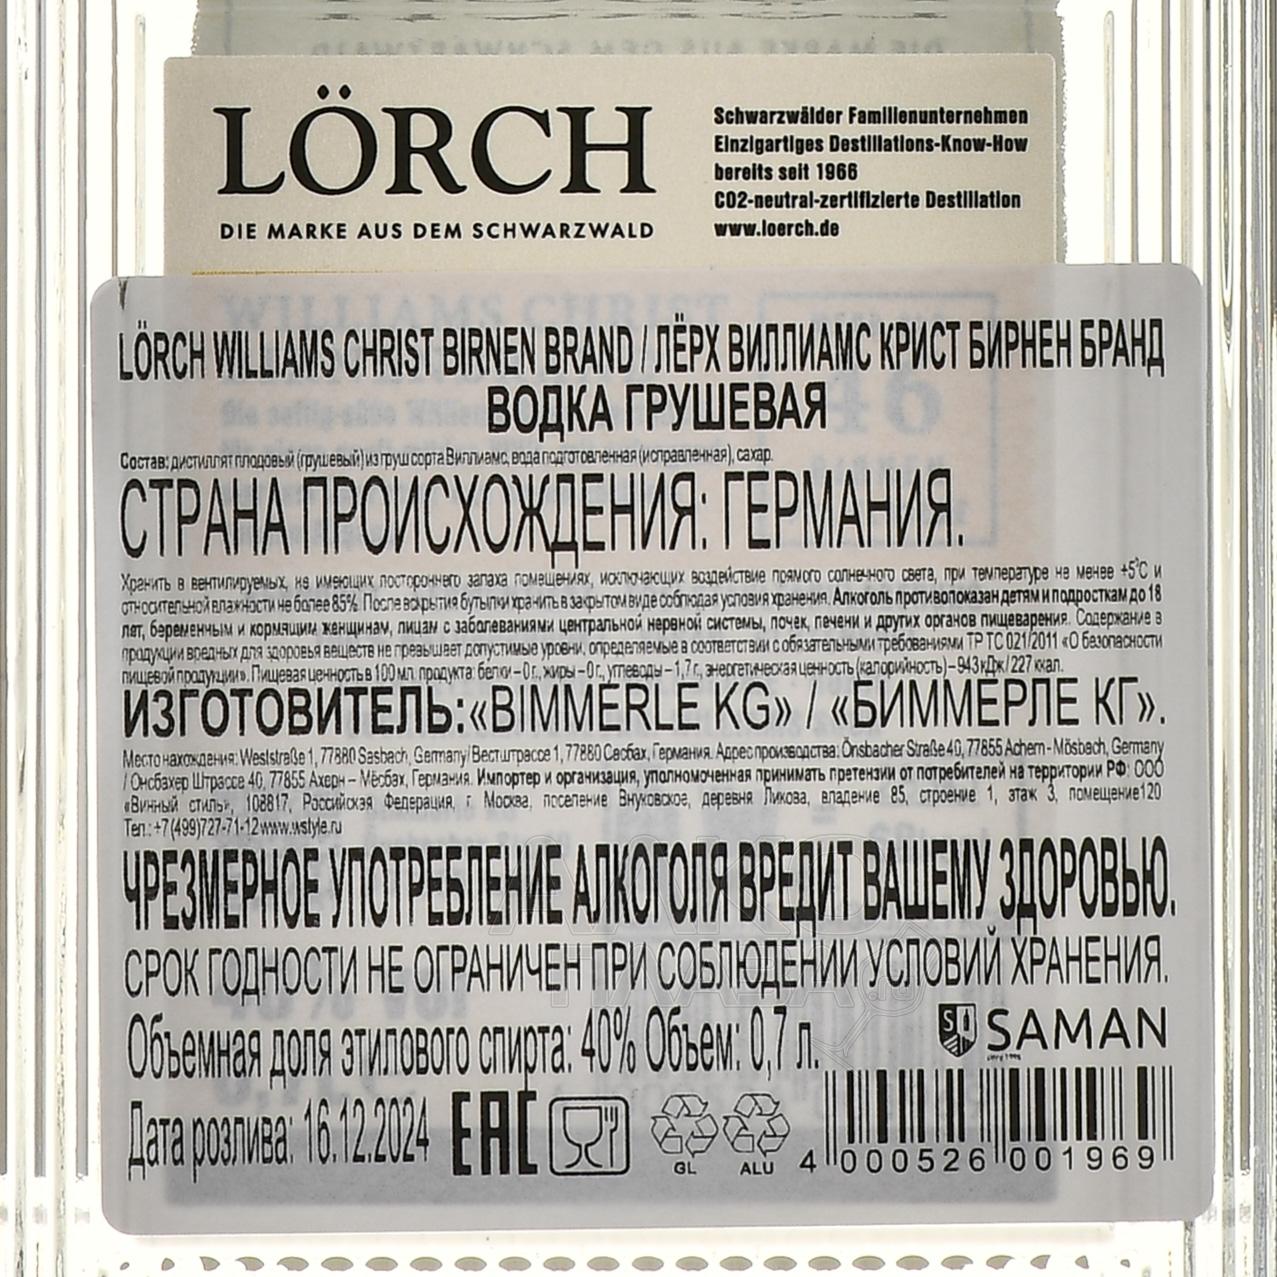 LÖRCH
DIE MARKE AUS DEM SCHWARZWALD
Schwarzwälder Familienunternehmen
Einzigartiges Destillations-Know-How
bereits seit 1966
CO2-neutral-zertifizierte Destillation
www.loerch.de
LÖRCH WILLIAMS CHRIST BIRNEN BRAND / ЛЁРХ ВИЛЛИАМС КРИСТ БИРНЕН БРАНД
ВОДКА ГРУШЕВАЯ
Состав: дистиллят плодовый (грушевый) из груш сорта Виллиамс, вода подготовленная (исправленная), сахар.
СТРАНА ПРОИСХОЖДЕНИЯ: ГЕРМАНИЯ.
Хранить в вентилируемых, не имеющих постороннего запаха помещениях, исключающих воздействие прямого солнечного света, при температуре не менее +5°С и
относительной влажности не более 85%. После вскрытия бутылки хранить в закрытом виде соблюдая условия хранения. Алкоголь противопоказан детям и подросткам до 18
лет, беременным и кормящим женщинам, лицам с заболеваниями центральной нервной системы, почек, печени и других органов пищеварения. Содержание в
продукции вредных для здоровья веществ не превышает допустимые уровни, определяемые в соответствии с обязательными требованиями ТР ТС 021/2011 «О безопасности
пищевой продукции». Пищевая ценность в 100 мл. продукта: белки – 0 г., жиры – 0 г., углеводы – 1,7 г., энергетическая ценность (калорийность) – 943 кДж / 227 ккал.
ИЗГОТОВИТЕЛЬ: «BIMMERLE KG» / «БИММЕРЛЕ КГ».
Место нахождения: Weststraße 1, 77880 Sasbach, Germany/ Вестштрассе 1, 77880 Сасбах, Германия. Адрес производства: Önsbacher Straße 40, 77855 Achern - Mösbach, Germany
/ Онсбахер Штрассе 40, 77855 Ахерн – Мёсбах, Германия. Импортер и организация, уполномоченная принимать претензии от потребителей на территории РФ: ООО
«Винный стиль», 108817, Российская Федерация, г. Москва, поселение Внуковское, деревня Ликова, владение 85, строение 1, этаж 3, помещение120
Тел.: +7 (499)727-71-12 www.wstyle.ru
ЧРЕЗМЕРНОЕ УПОТРЕБЛЕНИЕ АЛКОГОЛЯ ВРЕДИТ ВАШЕМУ ЗДОРОВЬЮ.
СРОК ГОДНОСТИ НЕ ОГРАНИЧЕН ПРИ СОБЛЮДЕНИИ УСЛОВИЙ ХРАНЕНИЯ.
Объемная доля этилового спирта: 40% Объем: 0,7 л.
SAMAN
since 1996
Дата розлива: 16.12.2024
EAC
GL
ALU
4 000526 001969